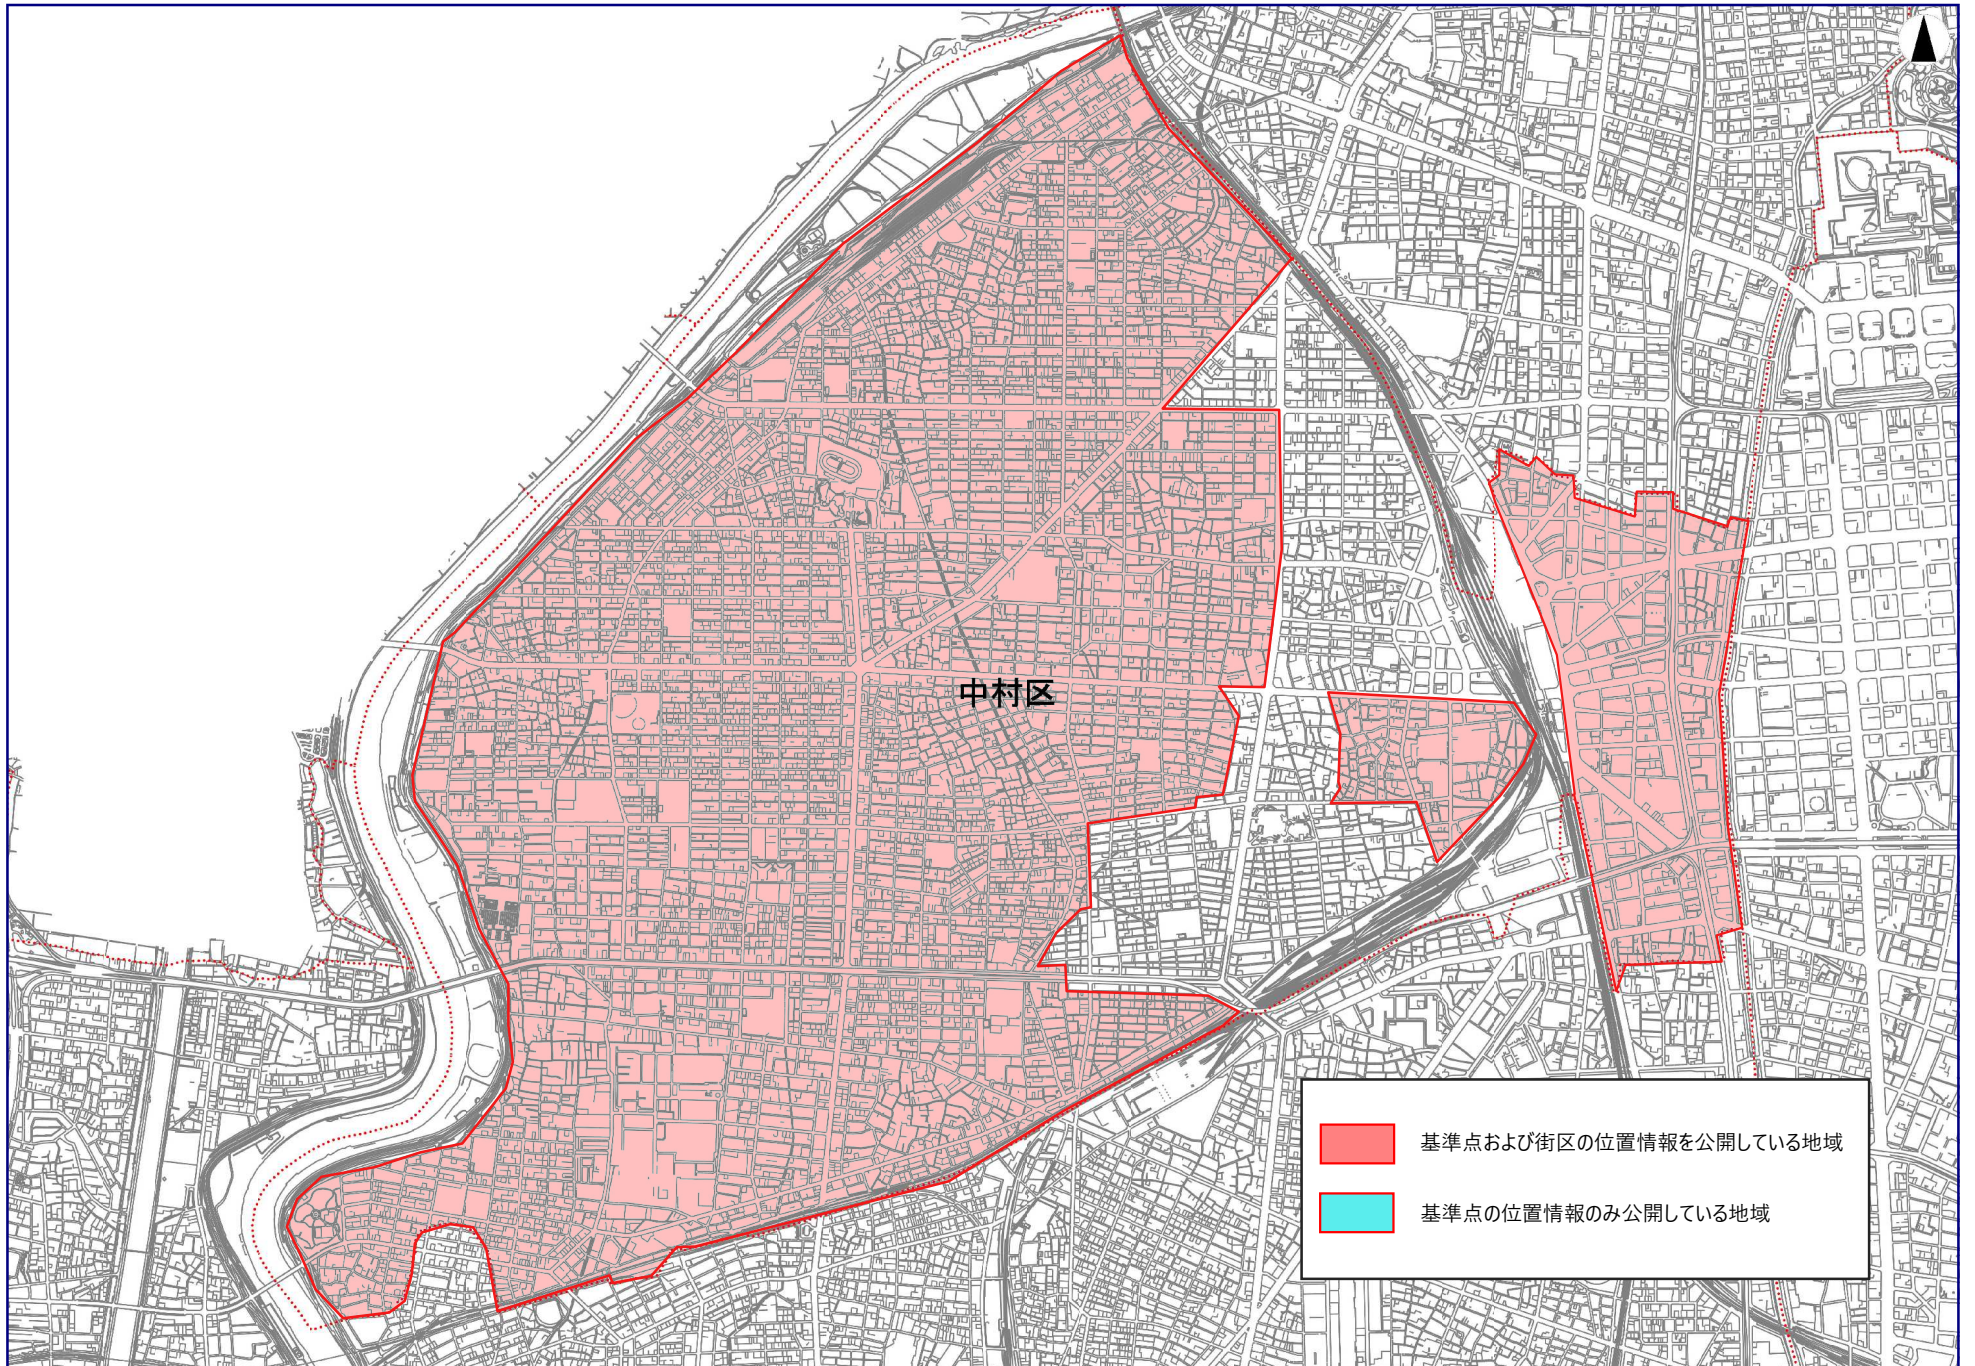 中村区
基準点および街区の位置情報を公開している地域
基準点の位置情報のみ公開している地域